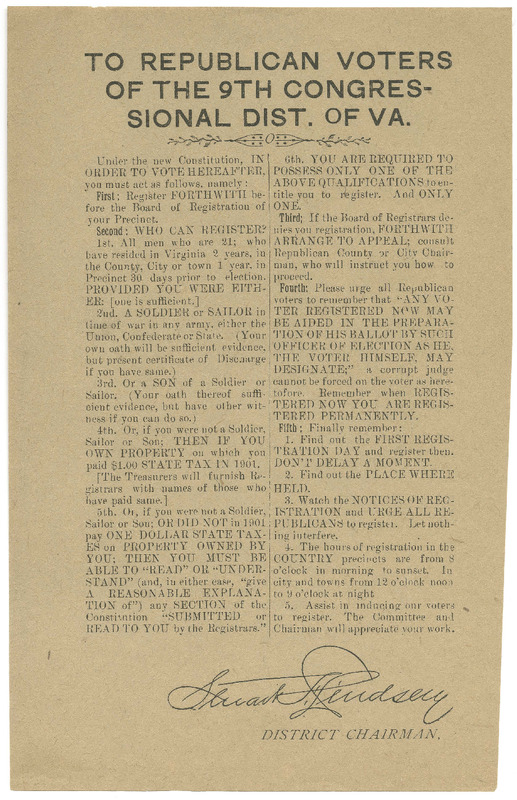 TO REPUBLICAN VOTERS
OF THE 9TH CONGRES-
SIONAL DIST. OF VA.
Under the new Constitution, IN
ORDER TO VOTE HEREAFTER,
you must act as follows, namely:
First; Register FORTHWITH be-
fore the Board of Registration of
your Precinct.
Second; WHO CAN REGISTER?
1st. All men who are 21; who
have resided in Virginia 2 years, in
the County, City or town 1 year, in
Precinct 30 days prior to election.
PROVIDED YOU WERE EITH-
ER: [one is sufficient.]
2nd. A SOLDIER or SAILOR in
time of war in any army, either the
Union, Confederate or State. (Your
own oath will be sufficient evidence,
but present certificate of Discharge
if you have same.)
3rd. Or a SON of a Soldier or
Sailor. (Your oath thereof suffi-
cient evidence, but have other wit-
ness if you can do so.)
4th. Or, if you were not a Soldier,
Sailor or Son; THEN IF YOU
OWN PROPERTY on which you
paid $1.00 STATE TAX IN 1901.
[The Treasurers will furnish Re-
gistrars with names of those who
have paid same.]
5th. Or, if you were not a Soldier,
Sailor or Son; OR DID NOT in 1901
pay ONE DOLLAR STATE TAX-
ES on PROPERTY OWNED BY
YOU; THEN YOU MUST BE
ABLE TO "READ" OR "UNDER-
STAND" (and, in either case, "give
A REASONABLE EXPLANA-
TION of") any SECTION of the
Constitution "SUBMITTED or
READ TO YOU by the Registrars."
6th. YOU ARE REQUIRED TO
POSSESS ONLY ONE OF THE
ABOVE QUALIFICATIONS to en-
title you to register. And ONLY
ONE.
Third; If the Board of Registrars de-
nies you registration, FORTHWITH
ARRANGE TO APPEAL; consult
Republican County or City Chair-
man, who will instruct you how to
proceed.
Fourth: Please urge all Republican
voters to remember that "ANY VO-
TER REGISTERED NOW MAY
BE AIDED IN THE PREPARA-
TION OF HIS BALLOT BY SUCH
OFFICER OF ELECTION AS HE,
THE VOTER HIMSELF, MAY
DESIGNATE;" a corrupt judge
cannot be forced on the voter as here-
tofore. Remember when REGIS-
TERED NOW YOU ARE REGIS-
TERED PERMANENTLY.
Fifth; Finally remember:
1. Find out the FIRST REGIS-
TRATION DAY and register then.
DON'T DELAY A MOMENT.
2. Find out the PLACE WHERE
HELD.
3. Watch the NOTICES OF REG-
ISTRATION and URGE ALL RE-
PUBLICANS to register. Let noth-
ing interfere.
4. The hours of registration in the
COUNTRY precincts are from 8
o'clock in morning to sunset. In
city and towns from 12 o'clock noon
to 9 o'clock at night
5. Assist in inducing our voters
to register. The Committee and
Chairman will appreciate your work.
Stuart F. Lindsey
DISTRICT CHAIRMAN.